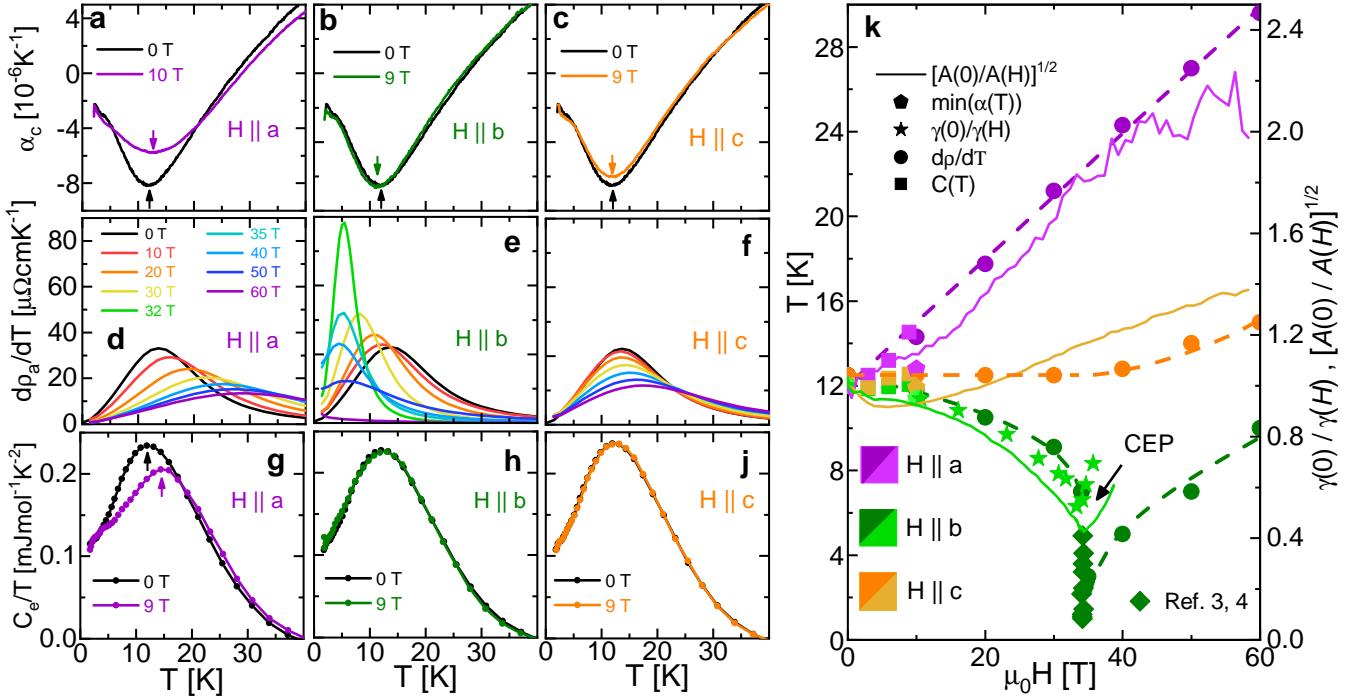 a
0 T
10 T
H || a
α_c [10⁻⁶K⁻¹]
4
0
-4
-8
b
0 T
9 T
H || b
c
0 T
9 T
H || c
dρ_a/dT [μΩcmK⁻¹]
80
60
40
20
0
0 T
10 T
20 T
30 T
32 T
35 T
40 T
50 T
60 T
d
H || a
e
H || b
f
H || c
C_e/T [mJmol⁻¹K⁻²]
0.2
0.1
0.0
g
H || a
0 T
9 T
h
H || b
0 T
9 T
j
H || c
0 T
9 T
0 10 20 30
10 20 30
10 20 30
T [K]
T [K]
T [K]
k
[A(0)/A(H)]^{1/2}
min(α(T))
γ(0)/γ(H)
dρ/dT
C(T)
T [K]
28
24
20
16
12
8
4
0
CEP
H || a
H || b
H || c
Ref. 3, 4
0 20 40 60
μ₀H [T]
2.4
2.0
1.6
1.2
0.8
0.4
0.0
γ(0) / γ(H) , [A(0) / A(H)]^{1/2}